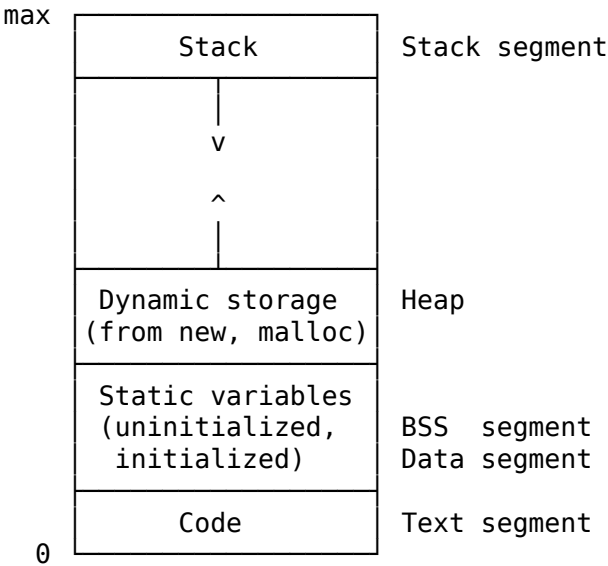 max
Stack Stack segment
v
^
Dynamic storage Heap
(from new, malloc)
Static variables
(uninitialized, BSS segment
initialized) Data segment
Code Text segment
0